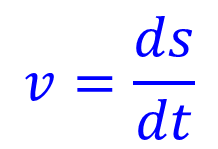 v = ds/dt